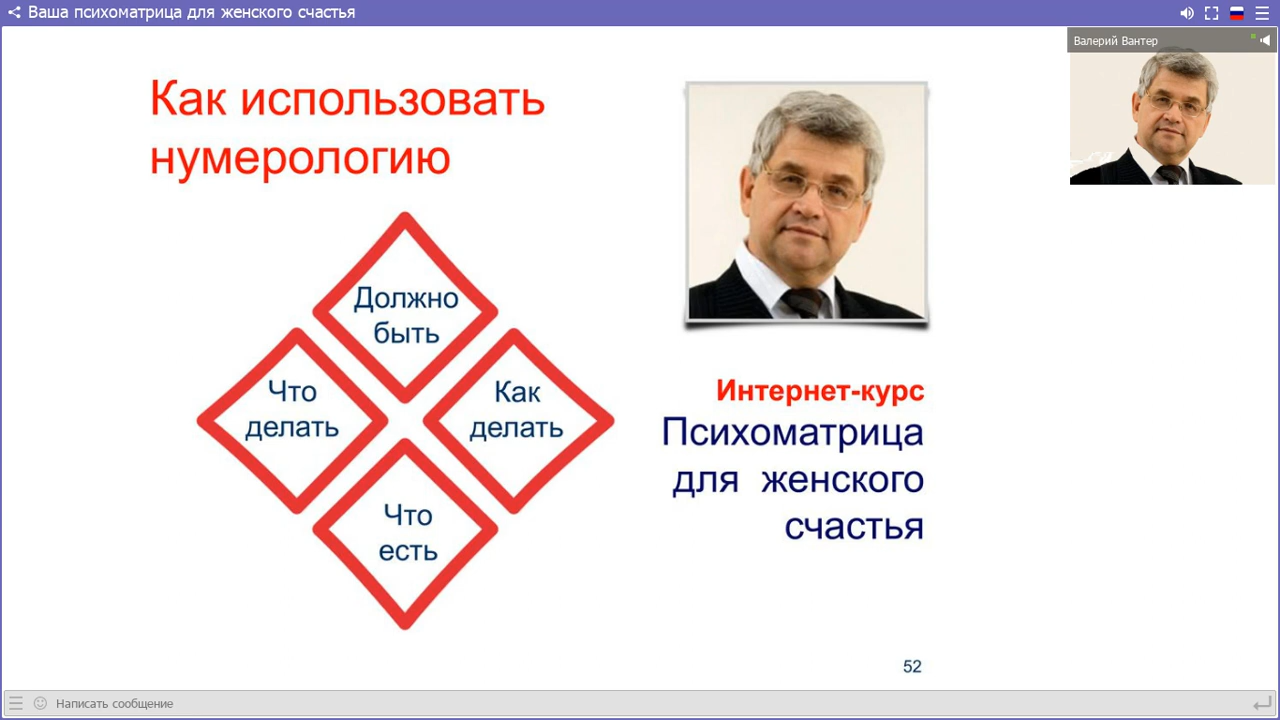 Ваша психоматрица для женского счастья
Валерий Вантер
Как использовать
нумерологию
Должно
быть
Что
делать
Как
делать
Что
есть
Интернет-курс
Психоматрица
для женского
счастья
52
Написать сообщение